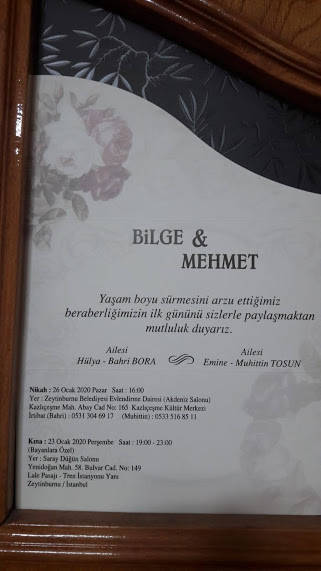 BiLGE &
MEHMET
Yaşam boyu sürmesini arzu ettiğimiz
beraberliğimizin ilk gününü sizlerle paylaşmaktan
mutluluk duyarız.
Ailesi
Hülya - Bahri BORA
Ailesi
Emine - Muhittin TOSUN
Nikah : 26 Ocak 2020 Pazar Saat : 16:00
Yer : Zeytinburnu Belediyesi Evlendirme Dairesi (Akdeniz Salonu)
Kazlıçeşme Mah. Abay Cad No: 165 Kazlıçeşme Kültür Merkezi
İrtibat (Bahri) : 0531 304 69 17 (Muhittin) : 0533 516 85 11
Kına : 23 Ocak 2020 Perşembe Saat : 19:00 - 23:00
(Bayanlara Özel)
Yer : Saray Düğün Salonu
Yenidoğan Mah. 58. Bulvar Cad. No: 149
Lale Pasajı - Tren İstasyonu Yanı
Zeytinburnu / İstanbul